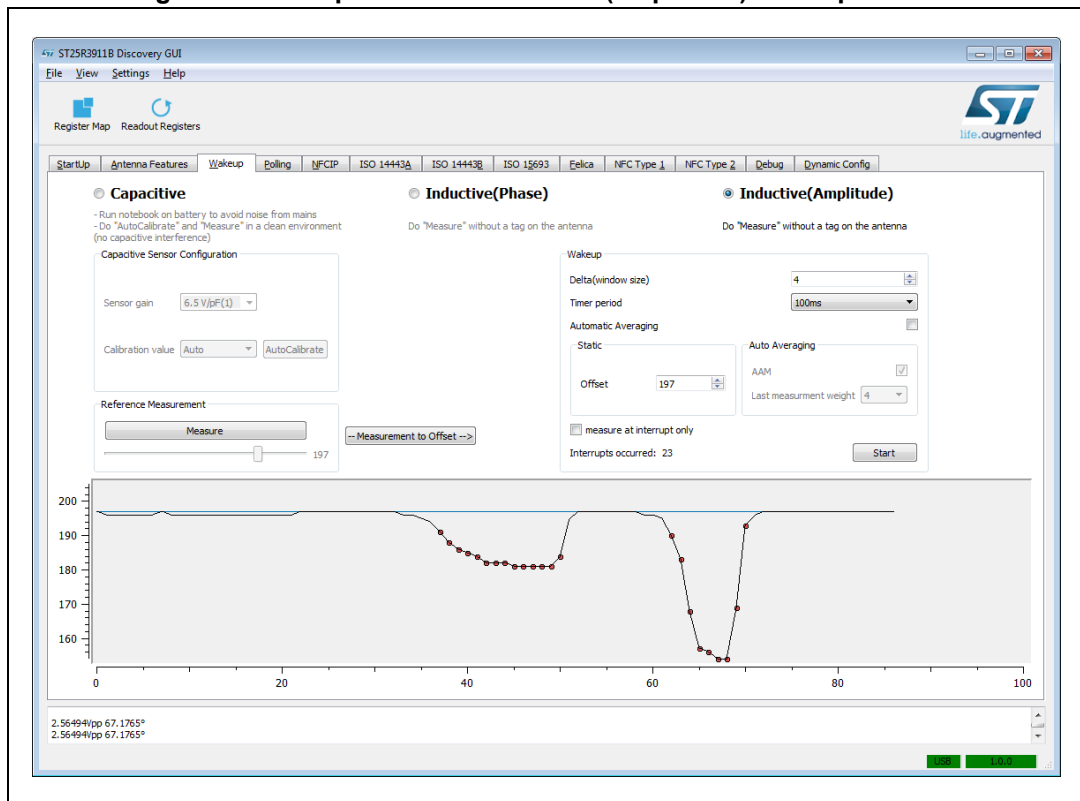 ST25R3911B Discovery GUI
File View Settings Help
Register Map Readout Registers
ST
life.augmented
StartUp Antenna Features Wakeup Polling NFCIP ISO 14443A ISO 14443B ISO 15693 Felica NFC Type 1 NFC Type 2 Debug Dynamic Config
Capacitive Inductive(Phase) Inductive(Amplitude)
- Run notebook on battery to avoid noise from mains
- Do "AutoCalibrate" and "Measure" in a clean environment
(no capacitive interference)
Do "Measure" without a tag on the antenna
Do "Measure" without a tag on the antenna
Capacitive Sensor Configuration
Sensor gain 6.5 V/pF(1)
Calibration value Auto AutoCalibrate
Reference Measurement
Measure
197
-- Measurement to Offset -->
Wakeup
Delta(window size) 4
Timer period 100ms
Automatic Averaging
Static
Offset 197
Auto Averaging
AAM
Last measurment weight 4
measure at interrupt only
Interrupts occurred: 23 Start
200
190
180
170
160
0 20 40 60 80 100
2.56494Vpp 67.1765°
2.56494Vpp 67.1765°
USB 1.0.0